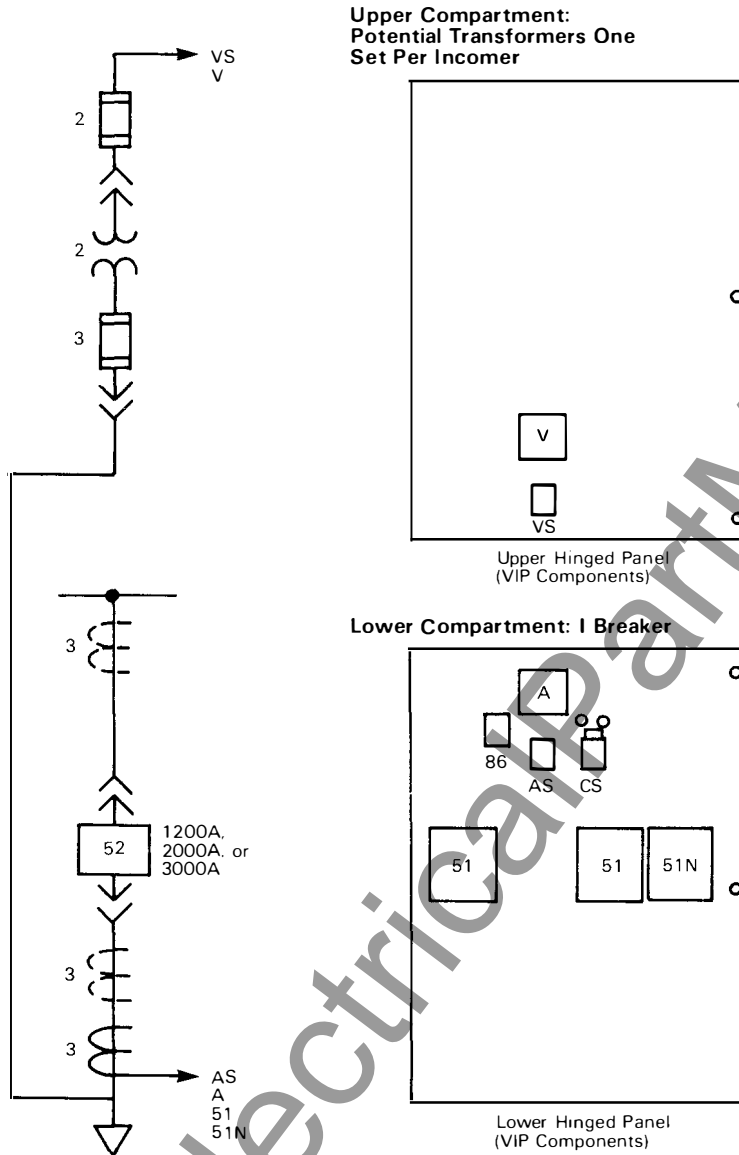 Upper Compartment:
Potential Transformers One
Set Per Incomer
VS
V
2
2
3
V
VS
Upper Hinged Panel
(VIP Components)
Lower Compartment: I Breaker
3
A
86
AS
CS
52
1200A,
2000A, or
3000A
51
51
51N
3
3
AS
A
51
51N
Lower Hinged Panel
(VIP Components)